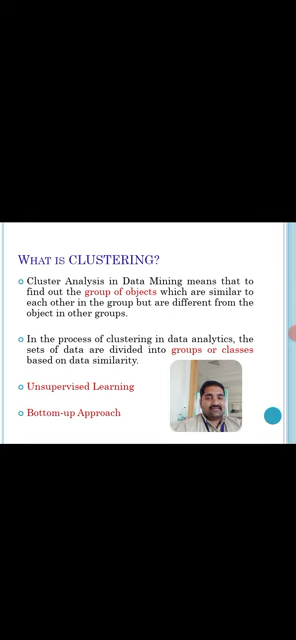 WHAT IS CLUSTERING?
Cluster Analysis in Data Mining means that to
find out the group of objects which are similar to
each other in the group but are different from the
object in other groups.
In the process of clustering in data analytics, the
sets of data are divided into groups or classes
based on data similarity.
Unsupervised Learning
Bottom-up Approach